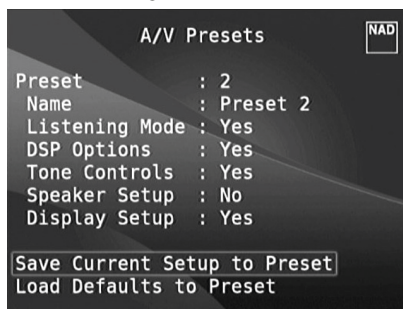 A/V Presets
NAD
Preset : 2
Name : Preset 2
Listening Mode : Yes
DSP Options : Yes
Tone Controls : Yes
Speaker Setup : No
Display Setup : Yes
Save Current Setup to Preset
Load Defaults to Preset